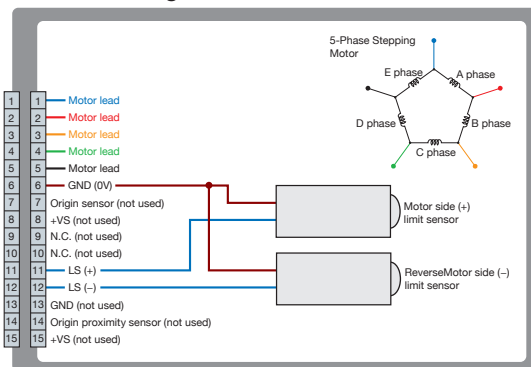 5-Phase Stepping
Motor
E phase
A phase
D phase
B phase
C phase
1 1 Motor lead
2 2 Motor lead
3 3 Motor lead
4 4 Motor lead
5 5 Motor lead
6 6 GND (0V)
7 7 Origin sensor (not used)
8 8 +VS (not used)
9 9 N.C. (not used)
10 10 N.C. (not used)
11 11 LS (+)
12 12 LS (−)
13 13 GND (not used)
14 14 Origin proximity sensor (not used)
15 15 +VS (not used)
Motor side (+)
limit sensor
ReverseMotor side (−)
limit sensor